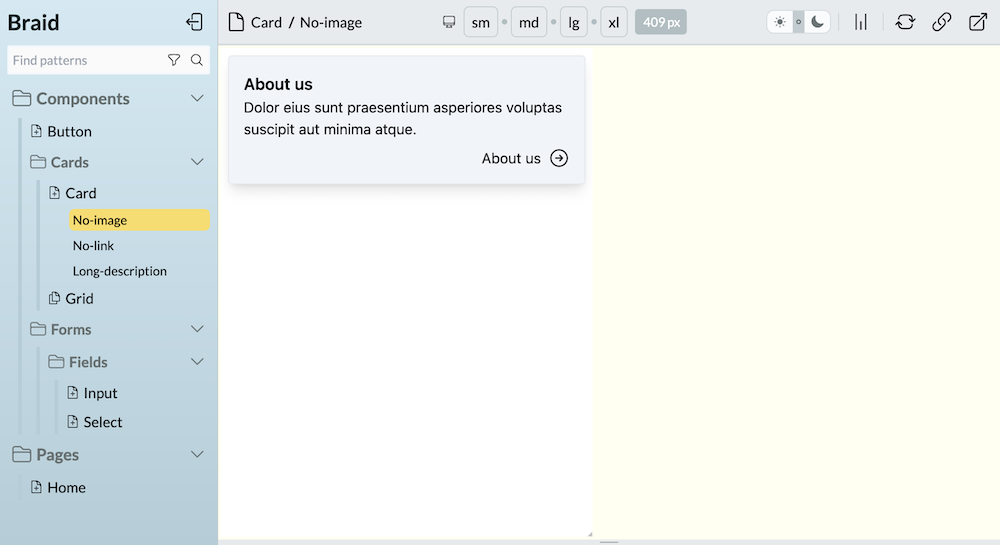 Braid
Find patterns
Components
Button
Cards
Card
No-image
No-link
Long-description
Grid
Forms
Fields
Input
Select
Pages
Home
Card / No-image
sm
md
lg
xl
409 px
About us
Dolor eius sunt praesentium asperiores voluptas
suscipit aut minima atque.
About us